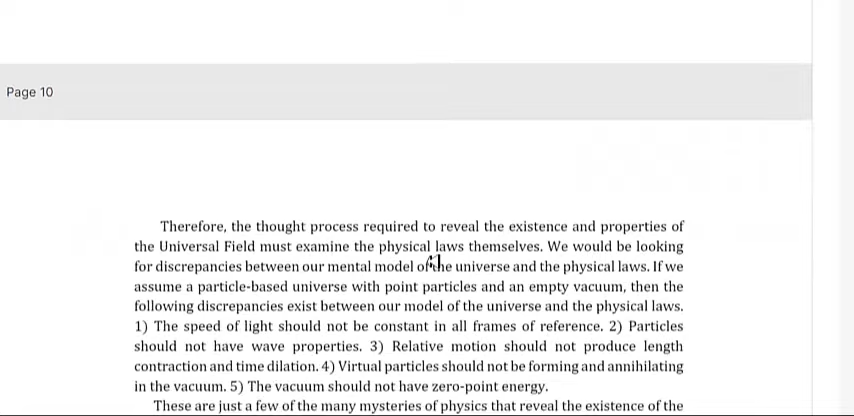 Page 10
Therefore, the thought process required to reveal the existence and properties of
the Universal Field must examine the physical laws themselves. We would be looking
for discrepancies between our mental model of the universe and the physical laws. If we
assume a particle-based universe with point particles and an empty vacuum, then the
following discrepancies exist between our model of the universe and the physical laws.
1) The speed of light should not be constant in all frames of reference. 2) Particles
should not have wave properties. 3) Relative motion should not produce length
contraction and time dilation. 4) Virtual particles should not be forming and annihilating
in the vacuum. 5) The vacuum should not have zero-point energy.
These are just a few of the many mysteries of physics that reveal the existence of the